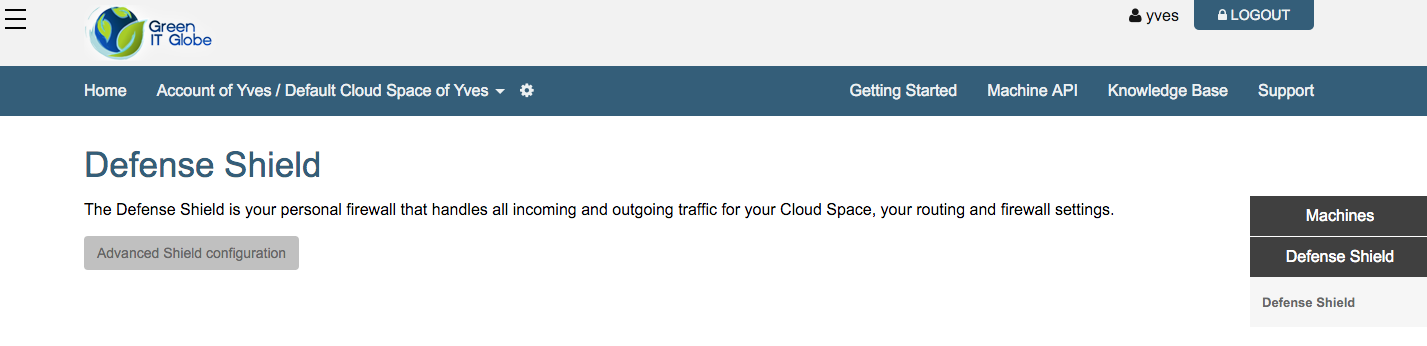 Green
IT Globe
yves
LOGOUT
Home
Account of Yves / Default Cloud Space of Yves
Getting Started
Machine API
Knowledge Base
Support
Defense Shield
The Defense Shield is your personal firewall that handles all incoming and outgoing traffic for your Cloud Space, your routing and firewall settings.
Advanced Shield configuration
Machines
Defense Shield
Defense Shield